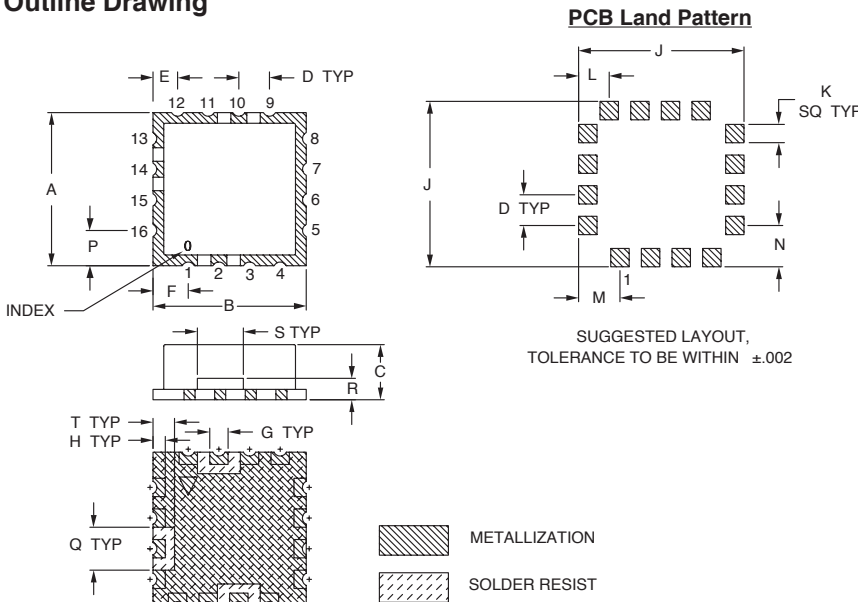 Outline Drawing
PCB Land Pattern
E
D TYP
12 11 10 9
13
14
15
16
8
7
6
5
A
P
0
1 2 3 4
INDEX
F
B
S TYP
C
R
T TYP
H TYP
G TYP
Q TYP
METALLIZATION
SOLDER RESIST
J
L
K
SQ TYP
J
D TYP
N
1
M
SUGGESTED LAYOUT,
TOLERANCE TO BE WITHIN ±.002